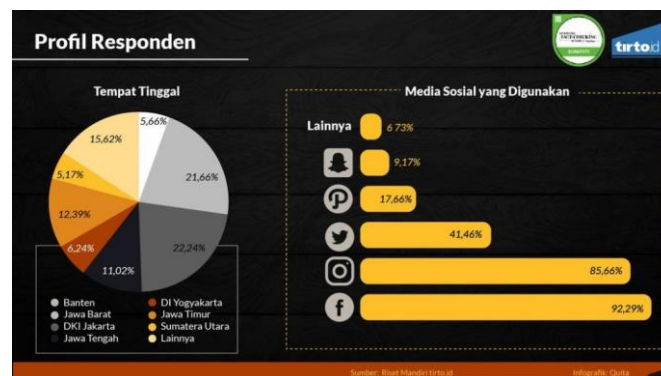 Profil Responden
tirto.id
Tempat Tinggal
5,66%
15,62%
21,66%
5,17%
12,39%
6,24%
22,24%
11,02%
Banten
Jawa Barat
DKI Jakarta
Jawa Tengah
DI Yogyakarta
Jawa Timur
Sumatera Utara
Lainnya
Media Sosial yang Digunakan
Lainnya
6 73%
9,17%
17,66%
41,46%
85,66%
92,29%
Sumber: Riset Mandiri tirto.id
Infografik: Quita